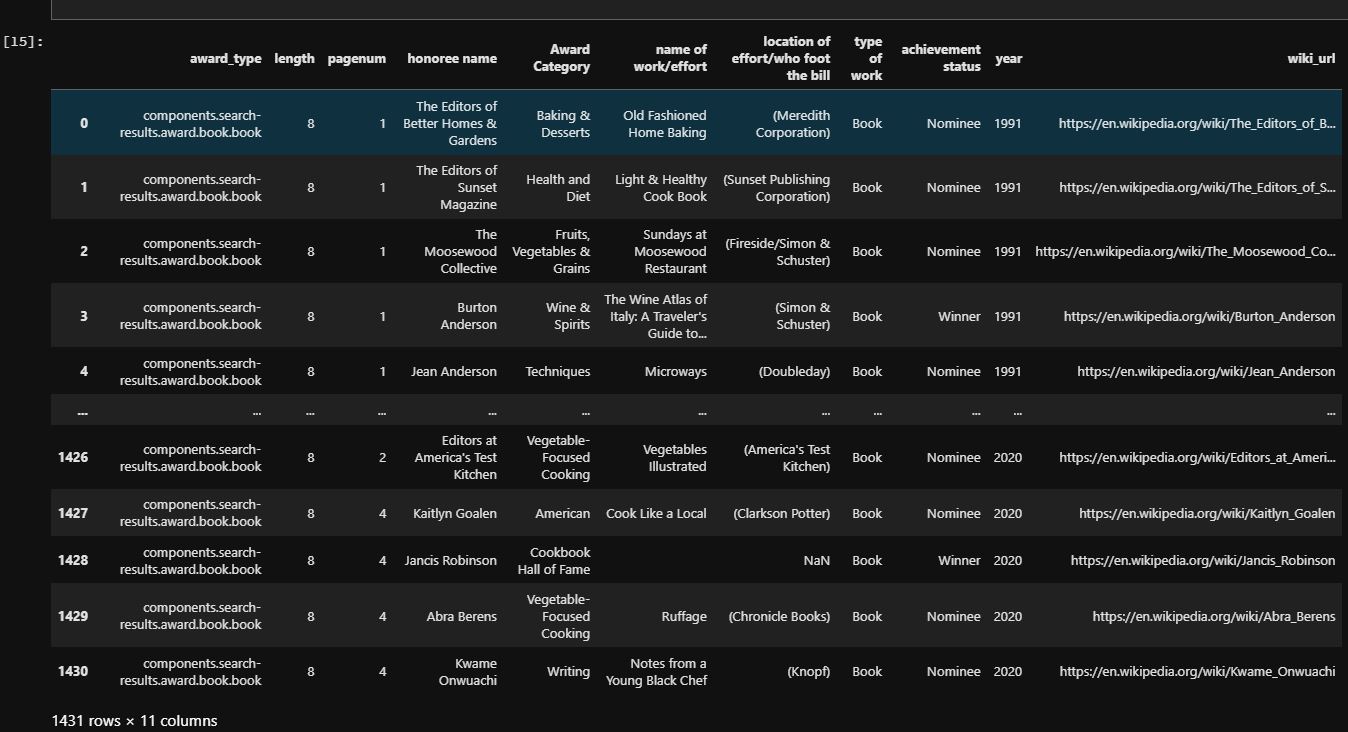 [15]:
award_type length pagenum honoree name Award Category name of work/effort location of effort/who foot the bill type of work achievement status year wiki_url
0 components.search-results.award.book.book 8 1 The Editors of Better Homes & Gardens Baking & Desserts Old Fashioned Home Baking (Meredith Corporation) Book Nominee 1991 https://en.wikipedia.org/wiki/The_Editors_of_B...
1 components.search-results.award.book.book 8 1 The Editors of Sunset Magazine Health and Diet Light & Healthy Cook Book (Sunset Publishing Corporation) Book Nominee 1991 https://en.wikipedia.org/wiki/The_Editors_of_S...
2 components.search-results.award.book.book 8 1 The Moosewood Collective Fruits, Vegetables & Grains Sundays at Moosewood Restaurant (Fireside/Simon & Schuster) Book Nominee 1991 https://en.wikipedia.org/wiki/The_Moosewood_Co...
3 components.search-results.award.book.book 8 1 Burton Anderson Wine & Spirits The Wine Atlas of Italy: A Traveler's Guide to... (Simon & Schuster) Book Winner 1991 https://en.wikipedia.org/wiki/Burton_Anderson
4 components.search-results.award.book.book 8 1 Jean Anderson Techniques Microways (Doubleday) Book Nominee 1991 https://en.wikipedia.org/wiki/Jean_Anderson
... ... ... ... ... ... ... ... ... ... ... ...
1426 components.search-results.award.book.book 8 2 Editors at America's Test Kitchen Vegetable-Focused Cooking Vegetables Illustrated (America's Test Kitchen) Book Nominee 2020 https://en.wikipedia.org/wiki/Editors_at_Ameri...
1427 components.search-results.award.book.book 8 4 Kaitlyn Goalen American Cook Like a Local (Clarkson Potter) Book Nominee 2020 https://en.wikipedia.org/wiki/Kaitlyn_Goalen
1428 components.search-results.award.book.book 8 4 Jancis Robinson Cookbook Hall of Fame NaN Book Winner 2020 https://en.wikipedia.org/wiki/Jancis_Robinson
1429 components.search-results.award.book.book 8 4 Abra Berens Vegetable-Focused Cooking Ruffage (Chronicle Books) Book Nominee 2020 https://en.wikipedia.org/wiki/Abra_Berens
1430 components.search-results.award.book.book 8 4 Kwame Onwuachi Writing Notes from a Young Black Chef (Knopf) Book Nominee 2020 https://en.wikipedia.org/wiki/Kwame_Onwuachi
1431 rows × 11 columns